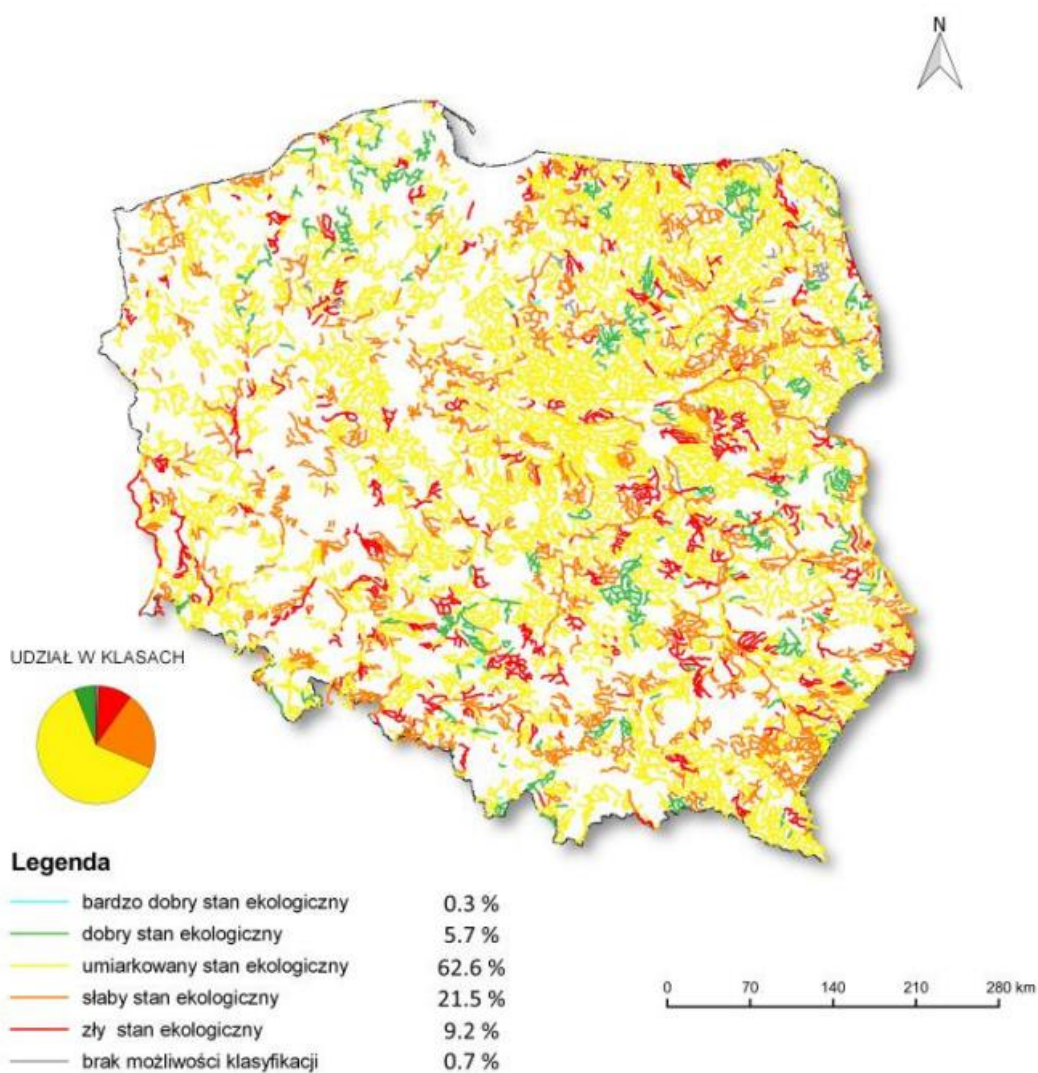 N
UDZIAŁ W KLASACH
Legenda
bardzo dobry stan ekologiczny 0.3 %
dobry stan ekologiczny 5.7 %
umiarkowany stan ekologiczny 62.6 %
słaby stan ekologiczny 21.5 %
zły stan ekologiczny 9.2 %
brak możliwości klasyfikacji 0.7 %
0 70 140 210 280 km